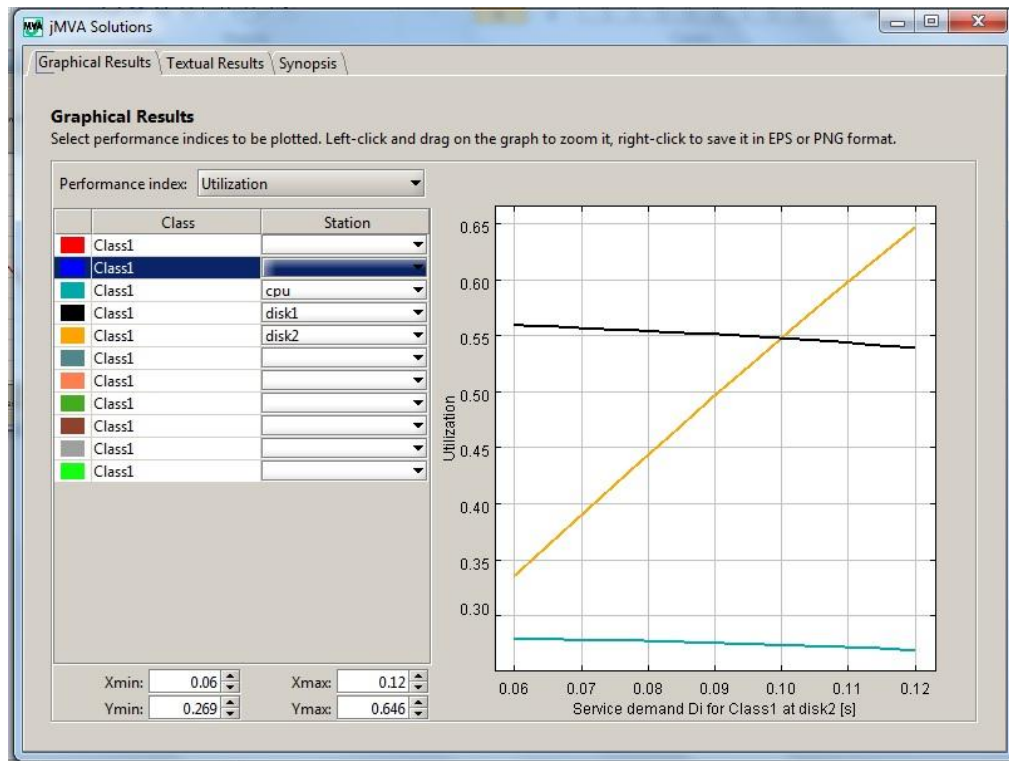 MVA jMVA Solutions
Graphical Results Textual Results Synopsis
Graphical Results
Select performance indices to be plotted. Left-click and drag on the graph to zoom it, right-click to save it in EPS or PNG format.
Performance index: Utilization
Class Station
Class1
Class1
Class1 cpu
Class1 disk1
Class1 disk2
Class1
Class1
Class1
Class1
Class1
Class1
Xmin: 0.06 Xmax: 0.12
Ymin: 0.269 Ymax: 0.646
0.65
0.60
0.55
0.50
0.45
0.40
0.35
0.30
Utilization
0.06 0.07 0.08 0.09 0.10 0.11 0.12
Service demand Di for Class1 at disk2 [s]